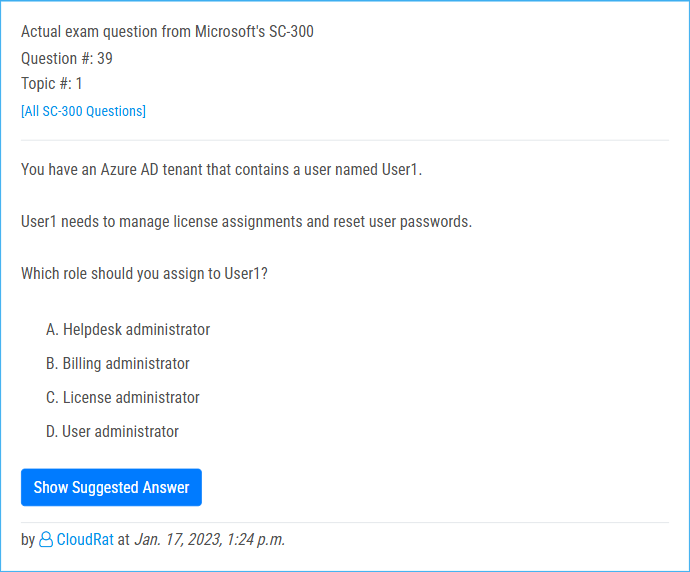 Actual exam question from Microsoft's SC-300
Question #: 39
Topic #: 1
[All SC-300 Questions]
You have an Azure AD tenant that contains a user named User1.
User1 needs to manage license assignments and reset user passwords.
Which role should you assign to User1?
A. Helpdesk administrator
B. Billing administrator
C. License administrator
D. User administrator
Show Suggested Answer
by CloudRat at Jan. 17, 2023, 1:24 p.m.